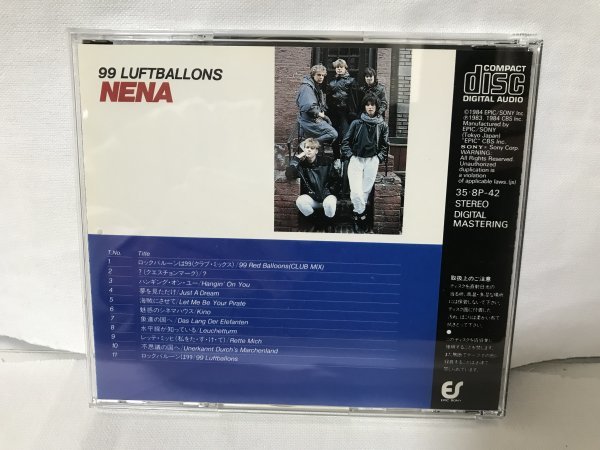 99 LUFTBALLONS
NENA
COMPACT
disc
DIGITAL AUDIO
Ⓟ1984 EPIC/SONY Inc.
Ⓟ1983, 1984 CBS Inc.
Manufactured by
EPIC/SONY
(Tokyo Japan)
"EPIC" CBS Inc.
SONY® Sony Corp.
WARNING:
All Rights Reserved.
Unauthorized
duplication is
a violation
of applicable laws.
35・8P-42
STEREO
DIGITAL
MASTERING
T.No. Title
1 ロックバルーンは99(クラブ・ミックス)/99 Red Balloons(CLUB MIX)
2 ?(クエスチョンマーク)/?
3 ハンギング・オン・ユー/Hangin' On You
4 夢を見ただけ/Just A Dream
5 海賊にさせて/Let Me Be Your Pirate
6 魅惑のシネマハウス/Kino
7 象達の国へ/Das Lang Der Elefanten
8 水平線が知っている/Leuchetturm
9 レッテ・ミッヒ(私を・た・す・け・て)/Rette Mich
10 不思議の国へ/Unerkannt Durch's Marchenland
11 ロックバルーンは99/99 Luftballons
取扱上のご注意
ES
EPIC SONY